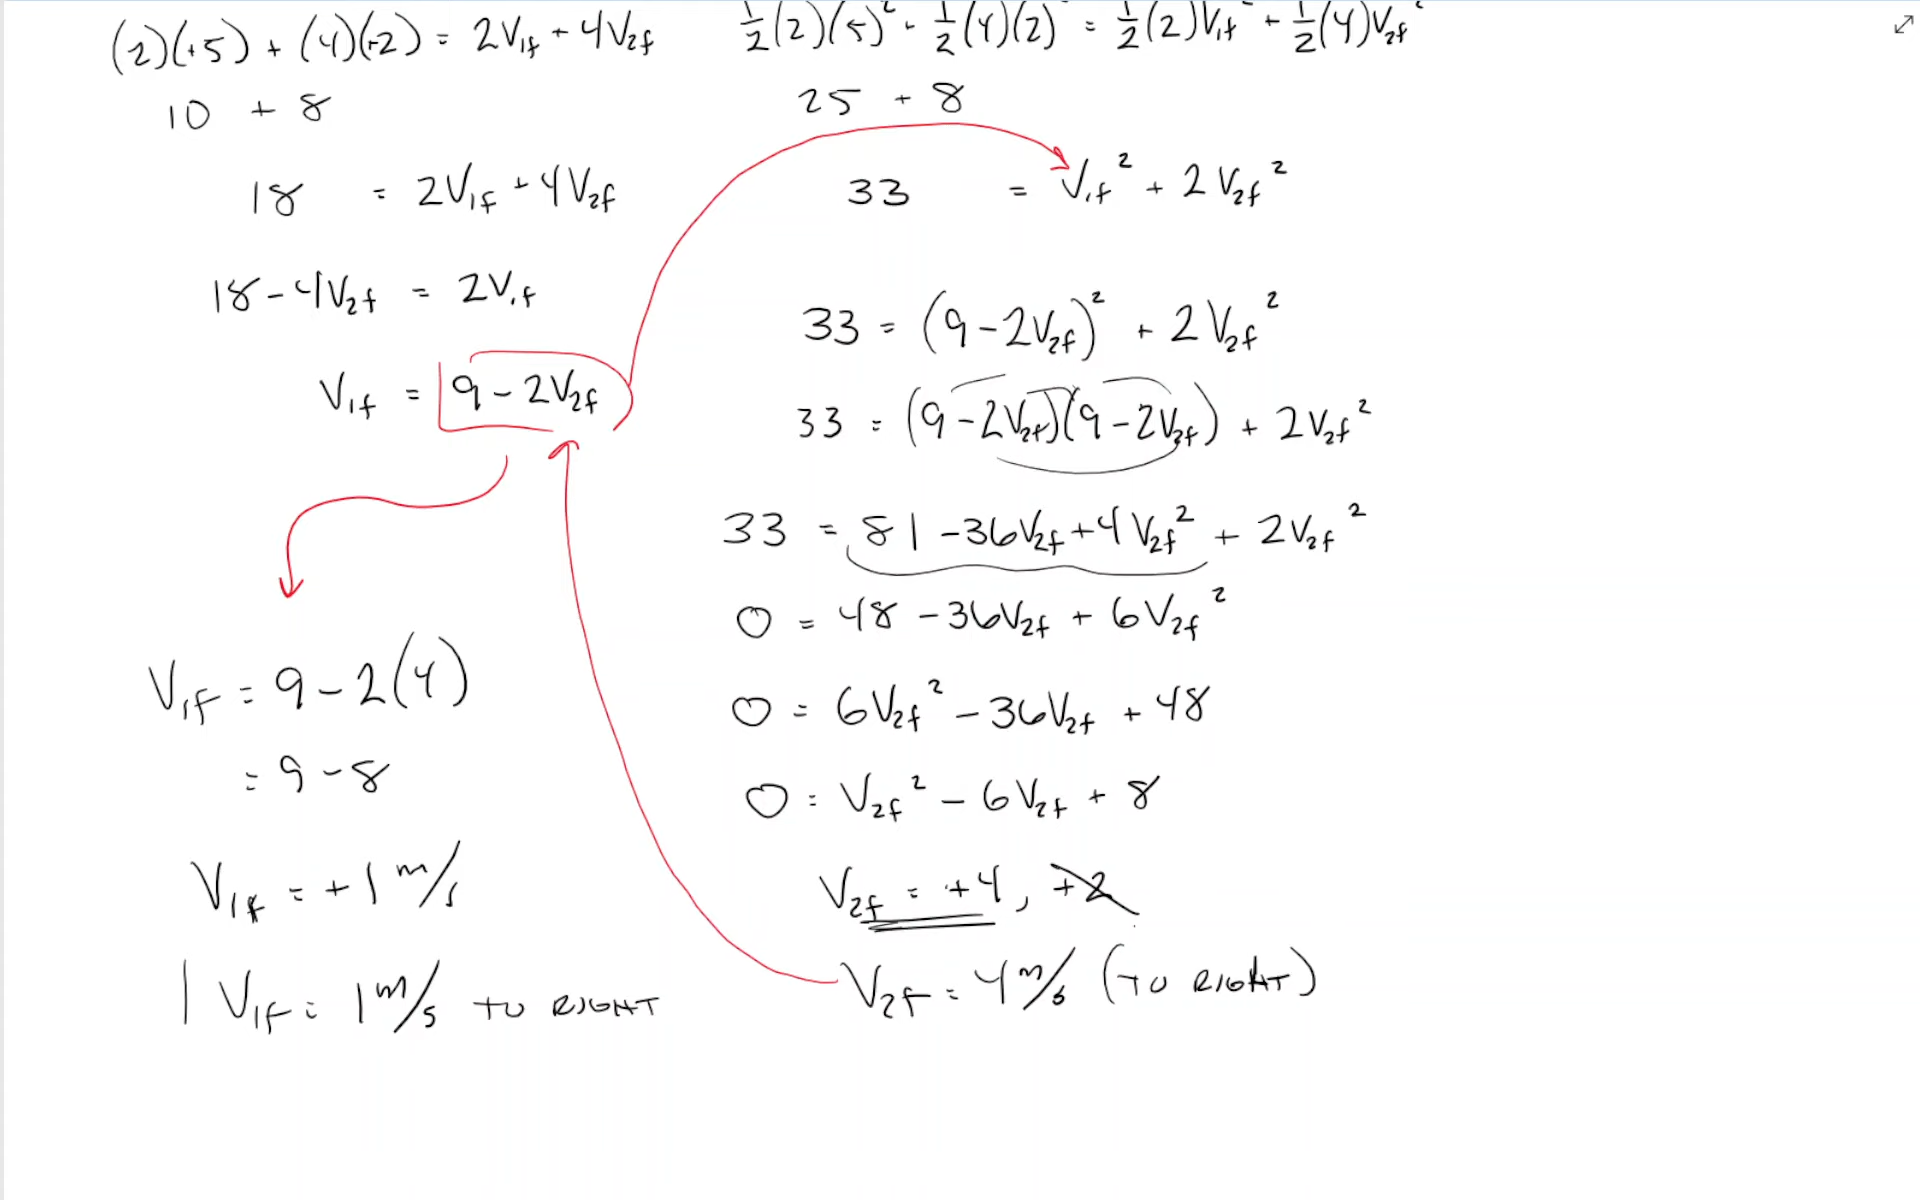 (2)(+5) + (4)(+2) = 2V₁f + 4V₂f
10 + 8
18 = 2V₁f + 4V₂f
18 - 4V₂f = 2V₁f
V₁f = 9 - 2V₂f
V₁f = 9 - 2(4)
= 9 - 8
V₁f = +1 m/s
V₁f = 1 m/s TO RIGHT
½(2)(5)² + ½(4)(2)² = ½(2)V₁f² + ½(4)V₂f²
25 + 8
33 = V₁f² + 2V₂f²
33 = (9 - 2V₂f)² + 2V₂f²
33 = (9 - 2V₂f)(9 - 2V₂f) + 2V₂f²
33 = 81 - 36V₂f + 4V₂f² + 2V₂f²
0 = 48 - 36V₂f + 6V₂f²
0 = 6V₂f² - 36V₂f + 48
0 = V₂f² - 6V₂f + 8
V₂f = +4, +2
V₂f = 4 m/s (TO RIGHT)